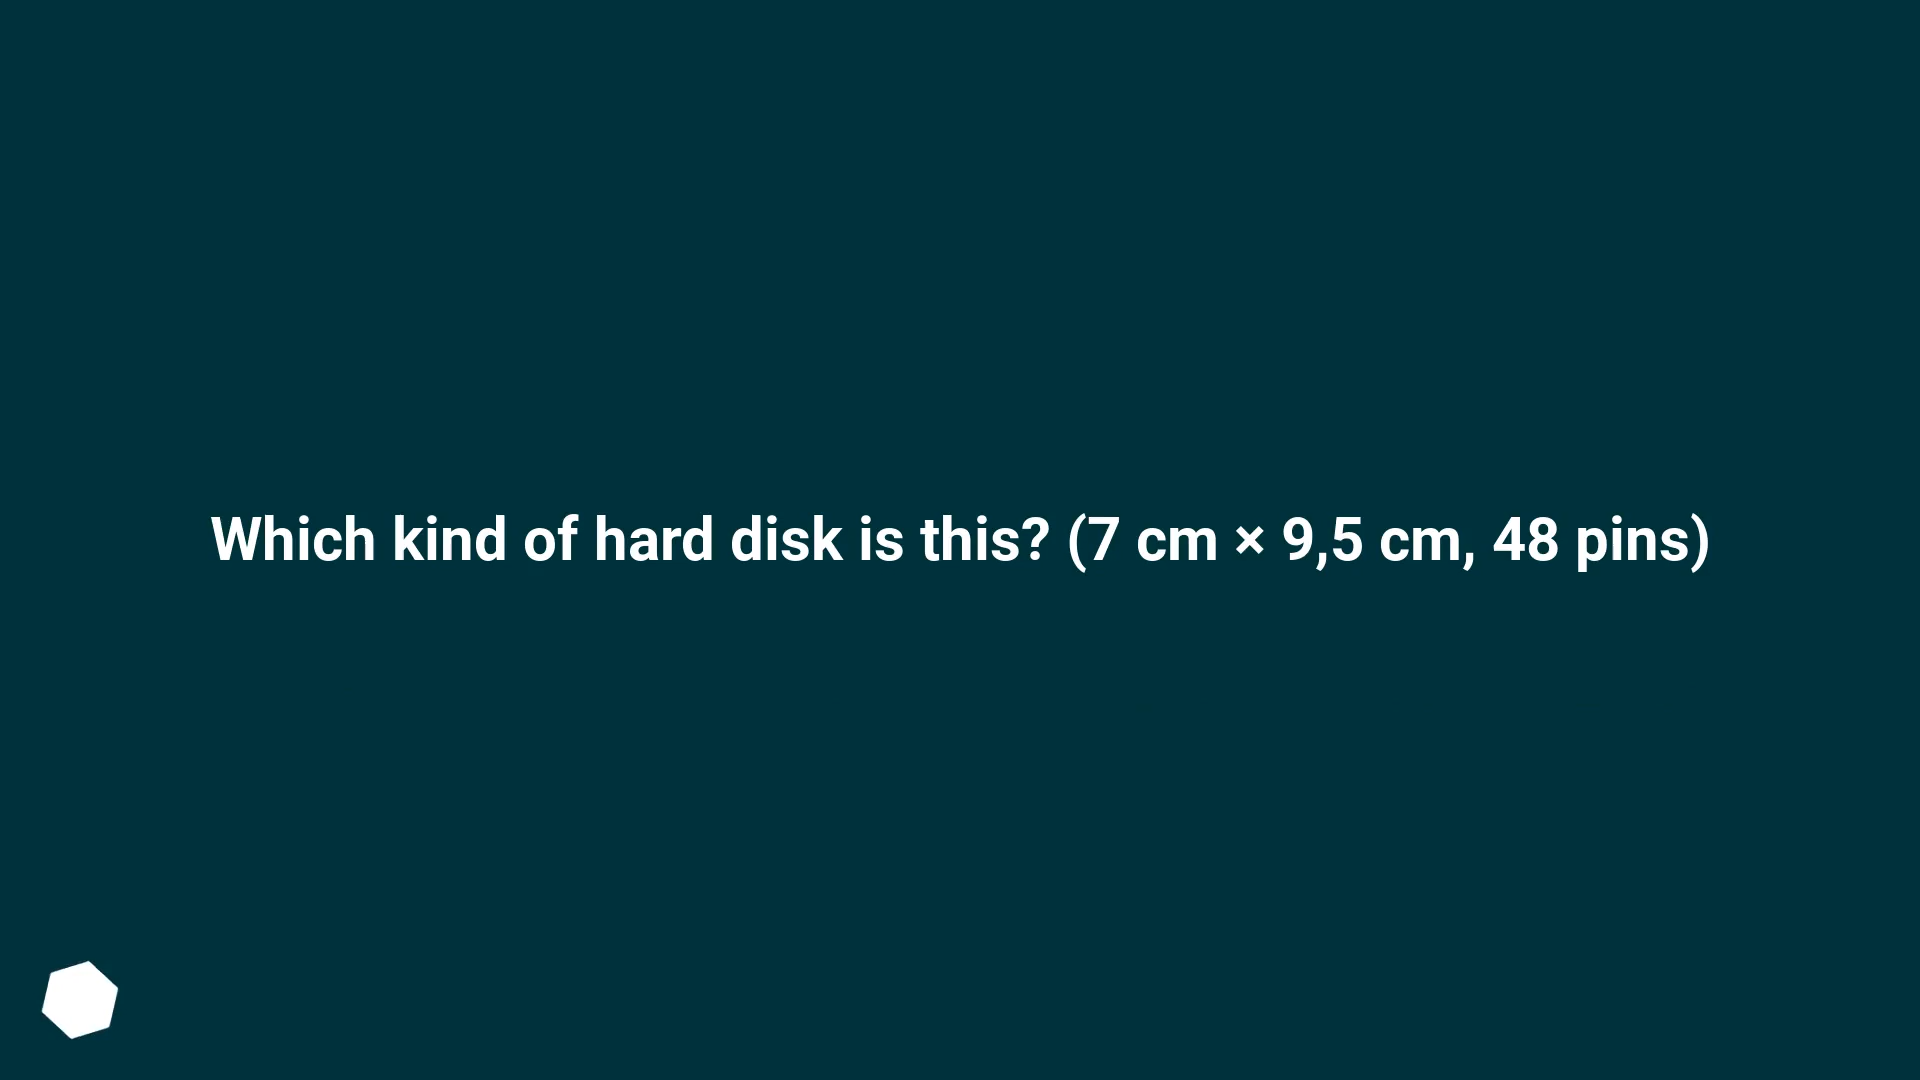 Which kind of hard disk is this? (7 cm × 9,5 cm, 48 pins)